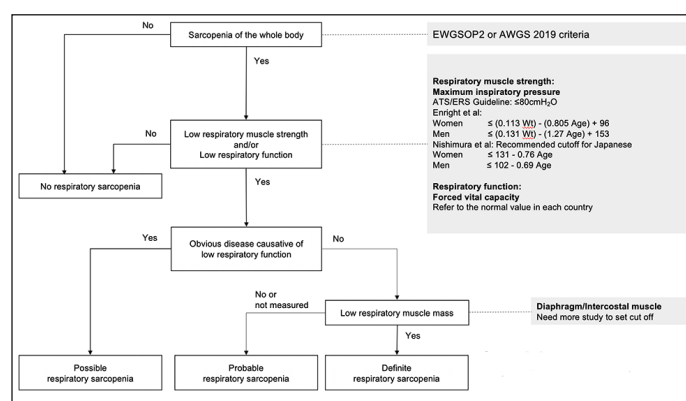 No
Sarcopenia of the whole body
EWGSOP2 or AWGS 2019 criteria
Yes
Respiratory muscle strength:
Maximum inspiratory pressure
ATS/ERS Guideline: ≤80cmH₂O
Enright et al:
Women ≤ (0.113 Wt) - (0.805 Age) + 96
Men ≤ (0.131 Wt) - (1.27 Age) + 153
Nishimura et al: Recommended cutoff for Japanese
Women ≤ 131 - 0.76 Age
Men ≤ 102 - 0.69 Age
Respiratory function:
Forced vital capacity
Refer to the normal value in each country
No
Low respiratory muscle strength
and/or
Low respiratory function
No respiratory sarcopenia
Yes
Yes
Obvious disease causative of
low respiratory function
No
No or
not measured
Low respiratory muscle mass
Diaphragm/Intercostal muscle
Need more study to set cut off
Yes
Possible
respiratory sarcopenia
Probable
respiratory sarcopenia
Definite
respiratory sarcopenia